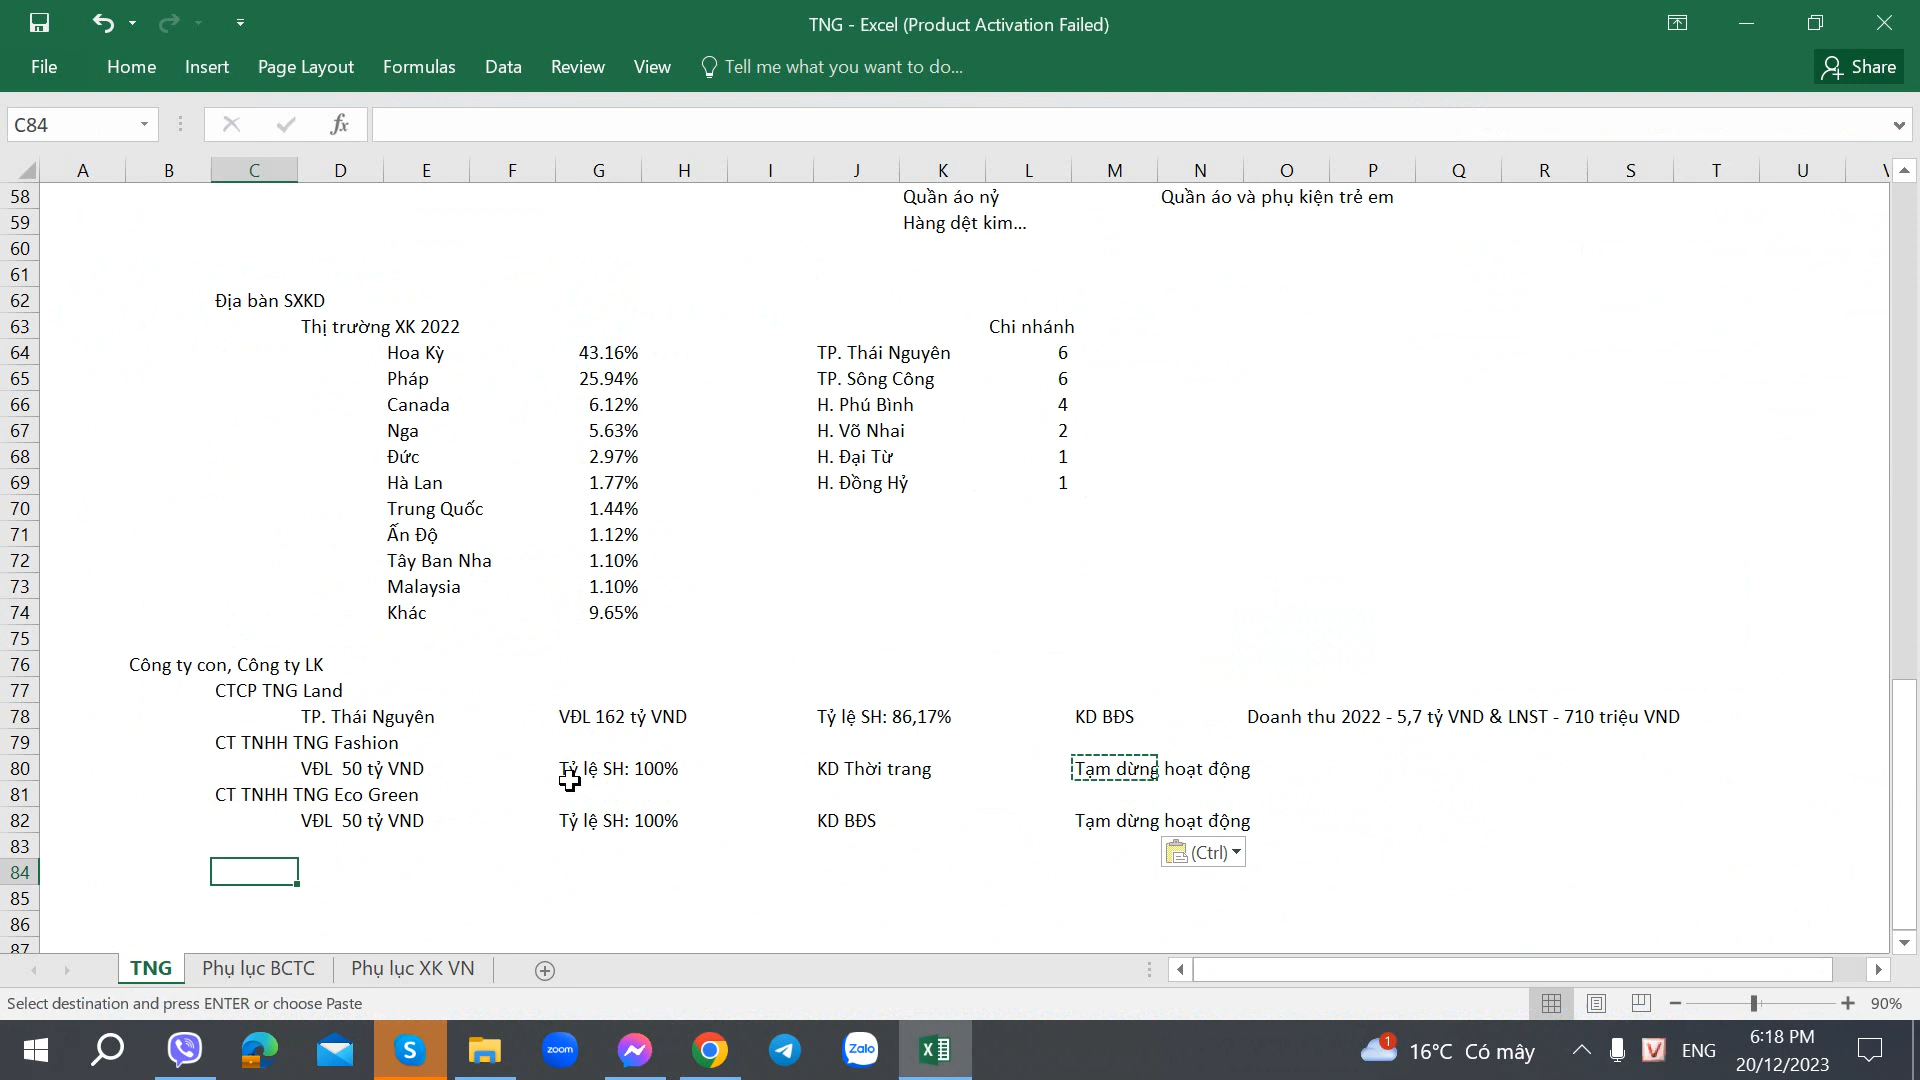 TNG - Excel (Product Activation Failed)
File Home Insert Page Layout Formulas Data Review View Tell me what you want to do... Share
C84 fx
A B C D E F G H I J K L M N O P Q R S T U
58 Quần áo nỷ Quần áo và phụ kiện trẻ em
59 Hàng dệt kim...
60
61
62 Địa bàn SXKD
63 Thị trường XK 2022 Chi nhánh
64 Hoa Kỳ 43.16% TP. Thái Nguyên 6
65 Pháp 25.94% TP. Sông Công 6
66 Canada 6.12% H. Phú Bình 4
67 Nga 5.63% H. Võ Nhai 2
68 Đức 2.97% H. Đại Từ 1
69 Hà Lan 1.77% H. Đồng Hỷ 1
70 Trung Quốc 1.44%
71 Ấn Độ 1.12%
72 Tây Ban Nha 1.10%
73 Malaysia 1.10%
74 Khác 9.65%
75
76 Công ty con, Công ty LK
77 CTCP TNG Land
78 TP. Thái Nguyên VĐL 162 tỷ VND Tỷ lệ SH: 86,17% KD BĐS Doanh thu 2022 - 5,7 tỷ VND & LNST - 710 triệu VND
79 CT TNHH TNG Fashion
80 VĐL 50 tỷ VND Tỷ lệ SH: 100% KD Thời trang Tạm dừng hoạt động
81 CT TNHH TNG Eco Green
82 VĐL 50 tỷ VND Tỷ lệ SH: 100% KD BĐS Tạm dừng hoạt động
83 (Ctrl)
84
85
86
87
TNG Phụ lục BCTC Phụ lục XK VN
Select destination and press ENTER or choose Paste 90%
zoom Zalo 1 16°C Có mây ENG 6:18 PM
20/12/2023